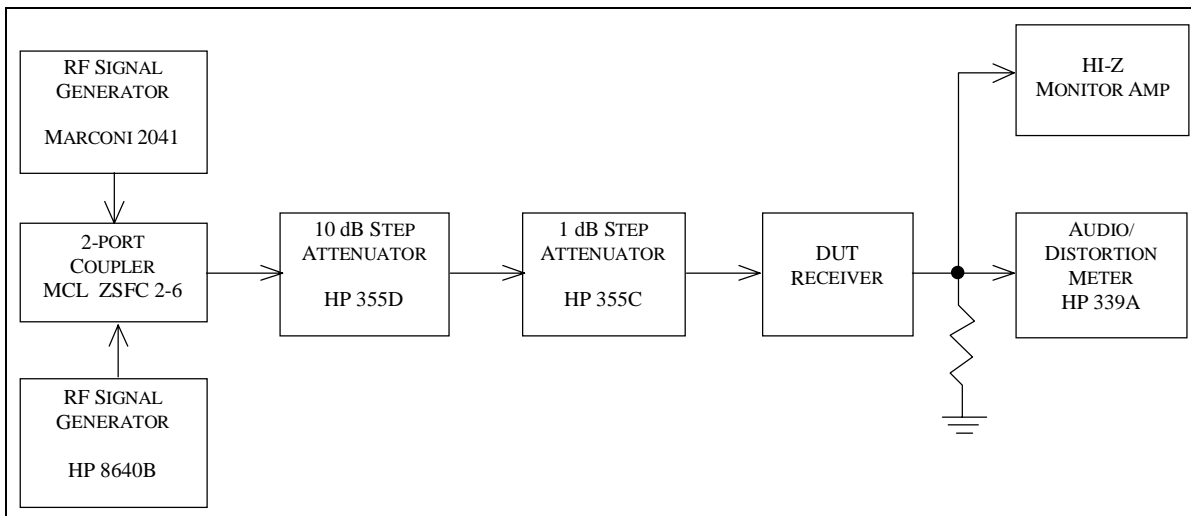 RF SIGNAL
GENERATOR
MARCONI 2041
2-PORT
COUPLER
MCL ZSFC 2-6
RF SIGNAL
GENERATOR
HP 8640B
10 dB STEP
ATTENUATOR
HP 355D
1 dB STEP
ATTENUATOR
HP 355C
DUT
RECEIVER
HI-Z
MONITOR AMP
AUDIO/
DISTORTION
METER
HP 339A